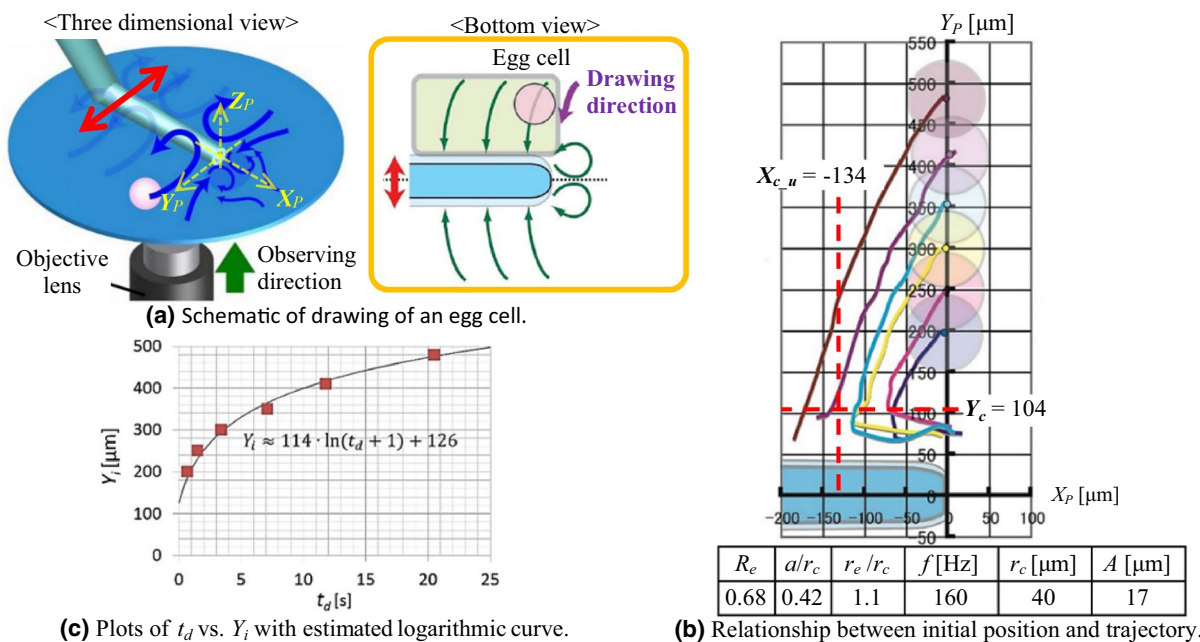 <Three dimensional view>
Z_P
Y_P
X_P
Objective
lens
Observing
direction
<Bottom view>
Egg cell
Drawing
direction
(a) Schematic of drawing of an egg cell.
500
400
300
200
100
0
Y_i [μm]
Y_i ≈ 114 · ln(t_d + 1) + 126
0 5 10 15 20 25
t_d [s]
(c) Plots of t_d vs. Y_i with estimated logarithmic curve.
Y_P [μm]
550
500
450
400
350
300
250
200
150
100
50
0
-50
X_{c_u} = -134
Y_c = 104
X_P [μm]
-200 -150 -100 -50 0 50 100
R_e a/r_c r_e/r_c f [Hz] r_c [μm] A [μm]
0.68 0.42 1.1 160 40 17
(b) Relationship between initial position and trajectory.